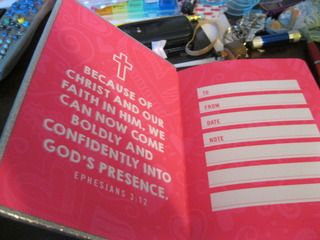 BECAUSE OF
CHRIST AND OUR
FAITH IN HIM, WE
CAN NOW COME
BOLDLY AND
CONFIDENTLY INTO
GOD'S PRESENCE.
EPHESIANS 3:12
TO
FROM
DATE
NOTE